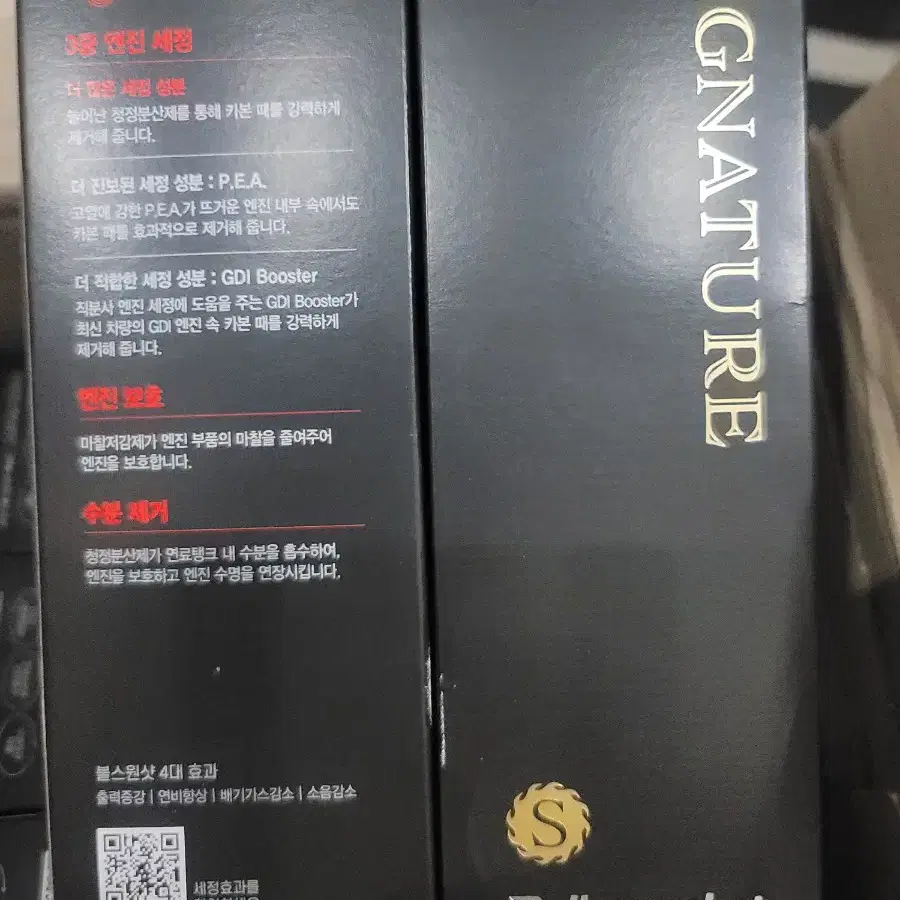 3중 엔진 세정
더 많은 세정 성분
늘어난 청정분산제를 통해 카본 때를 강력하게
제거해 줍니다.
더 진보된 세정 성분 : P.E.A.
고열에 강한 P.E.A.가 뜨거운 엔진 내부 속에서도
카본 때를 효과적으로 제거해 줍니다.
더 적합한 세정 성분 : GDI Booster
직분사 엔진 세정에 도움을 주는 GDI Booster가
최신 차량의 GDI 엔진 속 카본 때를 강력하게
제거해 줍니다.
엔진 보호
마찰저감제가 엔진 부품의 마찰을 줄여주어
엔진을 보호합니다.
수분 제거
청정분산제가 연료탱크 내 수분을 흡수하여,
엔진을 보호하고 엔진 수명을 연장시킵니다.
불스원샷 4대 효과
출력증강 | 연비향상 | 배기가스감소 | 소음감소
세정효과를
GNATURE
S